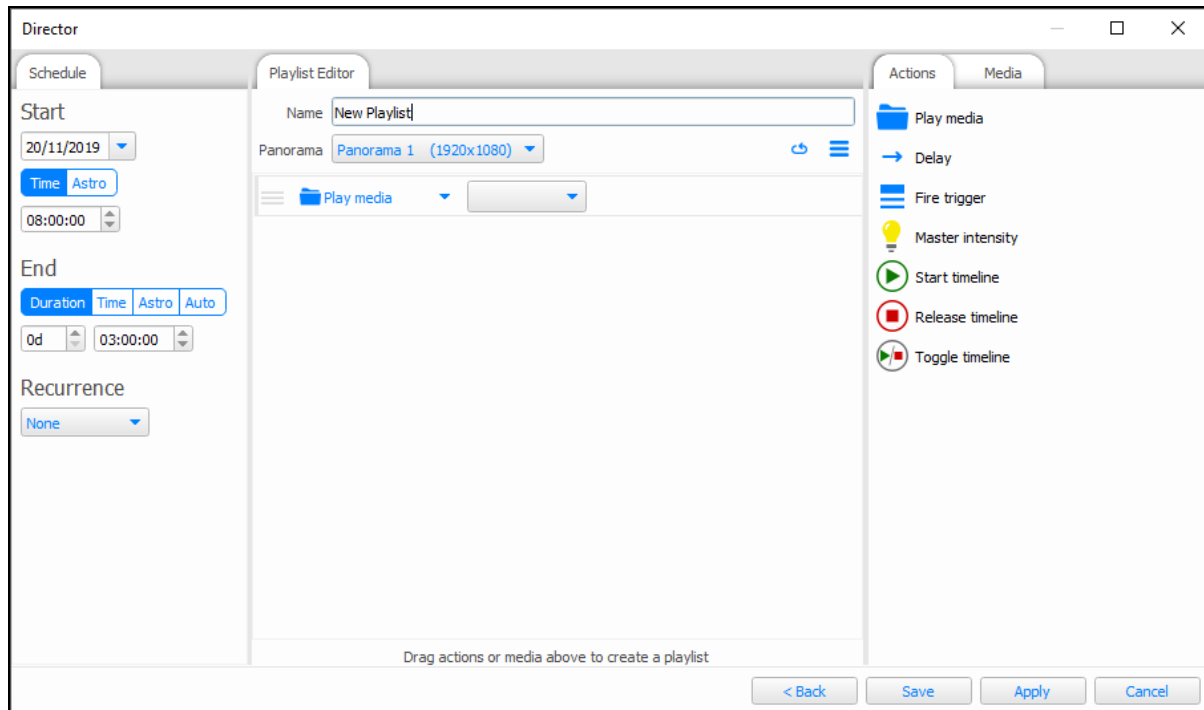 Director
Schedule
Start
20/11/2019
Time Astro
08:00:00
End
Duration Time Astro Auto
0d 03:00:00
Recurrence
None
Playlist Editor
Name New Playlist
Panorama Panorama 1 (1920x1080)
Play media
Drag actions or media above to create a playlist
Actions Media
Play media
Delay
Fire trigger
Master intensity
Start timeline
Release timeline
Toggle timeline
< Back Save Apply Cancel